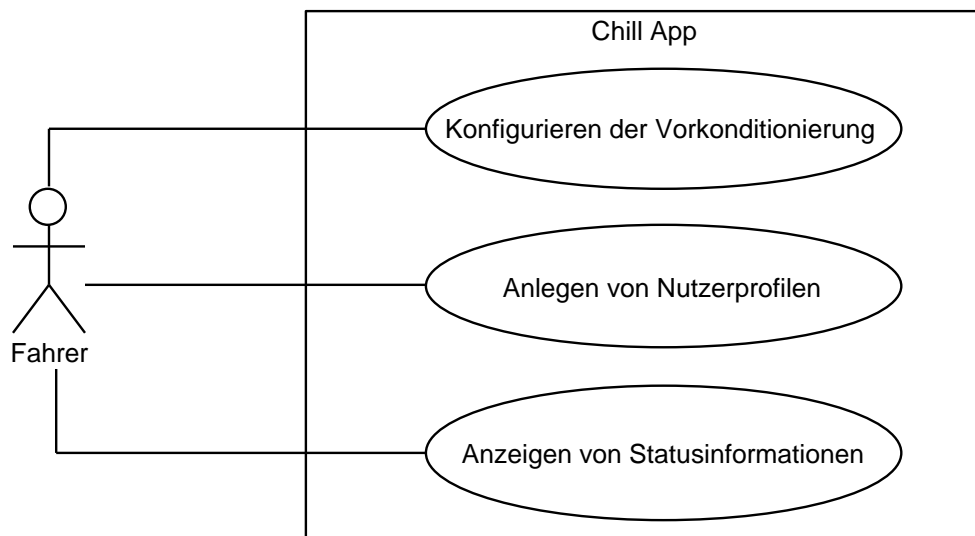 Chill App
Konfigurieren der Vorkonditionierung
Anlegen von Nutzerprofilen
Fahrer
Anzeigen von Statusinformationen